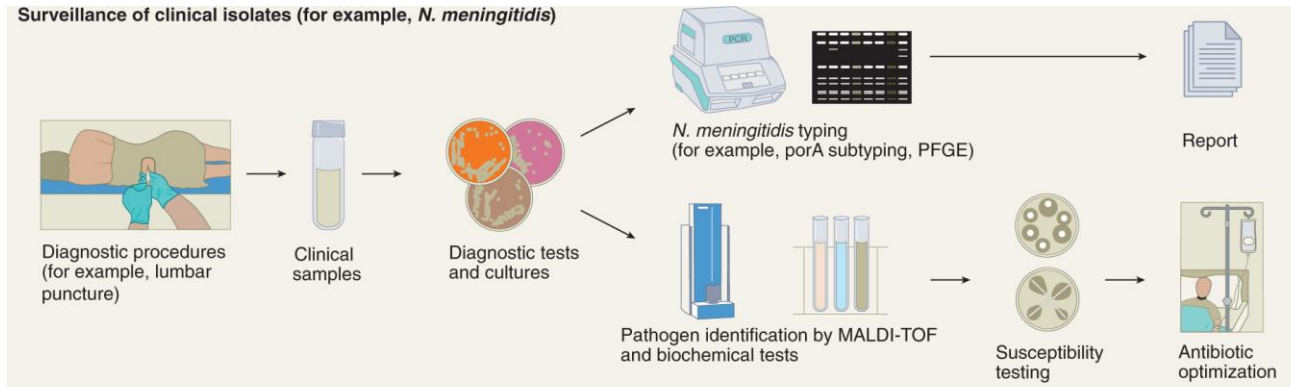 Surveillance of clinical isolates (for example, N. meningitidis)
PCR
N. meningitidis typing
(for example, porA subtyping, PFGE)
Report
Diagnostic procedures
(for example, lumbar
puncture)
Clinical
samples
Diagnostic tests
and cultures
Pathogen identification by MALDI-TOF
and biochemical tests
Susceptibility
testing
Antibiotic
optimization